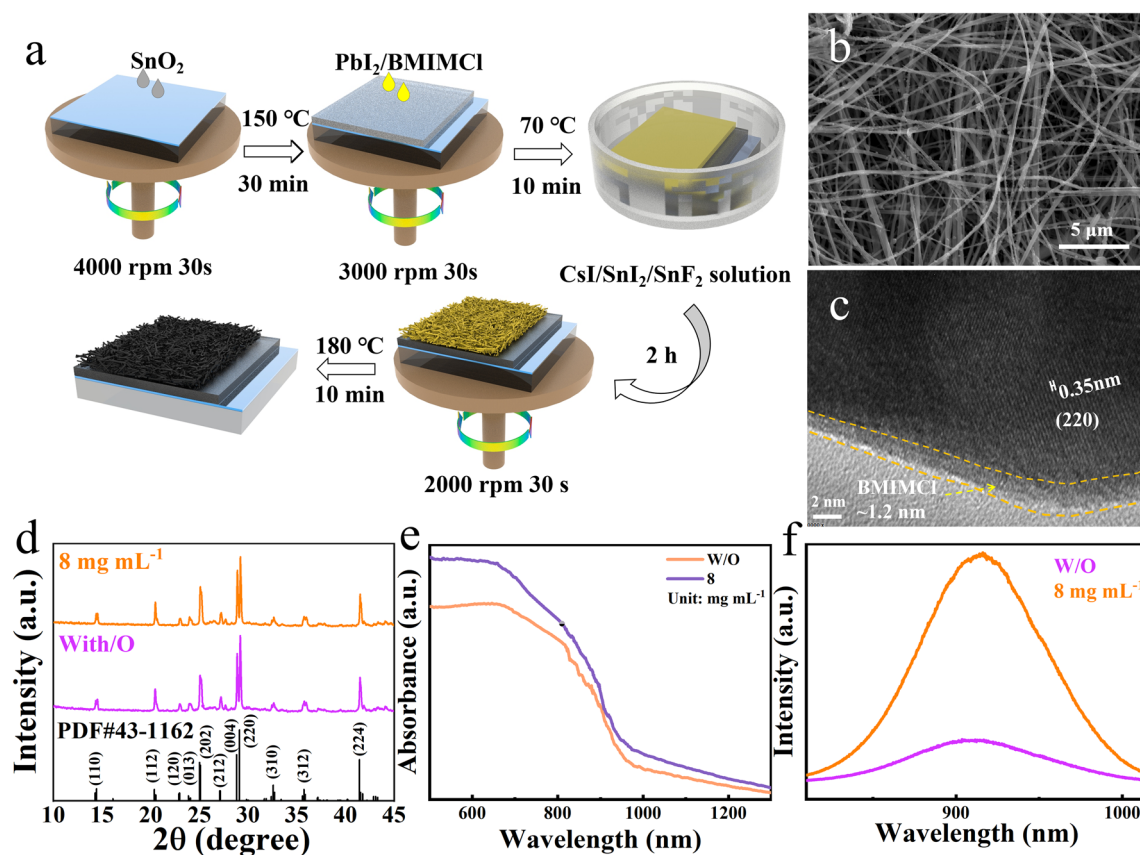 a
SnO₂
PbI₂/BMIMCl
150 ℃
30 min
70 ℃
10 min
4000 rpm 30s
3000 rpm 30s
CsI/SnI₂/SnF₂ solution
2 h
180 ℃
10 min
2000 rpm 30 s
b
5 μm
c
0.35nm
(220)
BMIMCl
~1.2 nm
2 nm
d
8 mg mL⁻¹
With/O
PDF#43-1162
(110)
(112)
(120)
(013)
(202)
(212)
(004)
(220)
(310)
(312)
(224)
Intensity (a.u.)
10 15 20 25 30 35 40 45
2θ (degree)
e
W/O
8
Unit: mg mL⁻¹
Absorbance (a.u.)
600 800 1000 1200
Wavelength (nm)
f
W/O
8 mg mL⁻¹
Intensity (a.u.)
900 1000
Wavelength (nm)